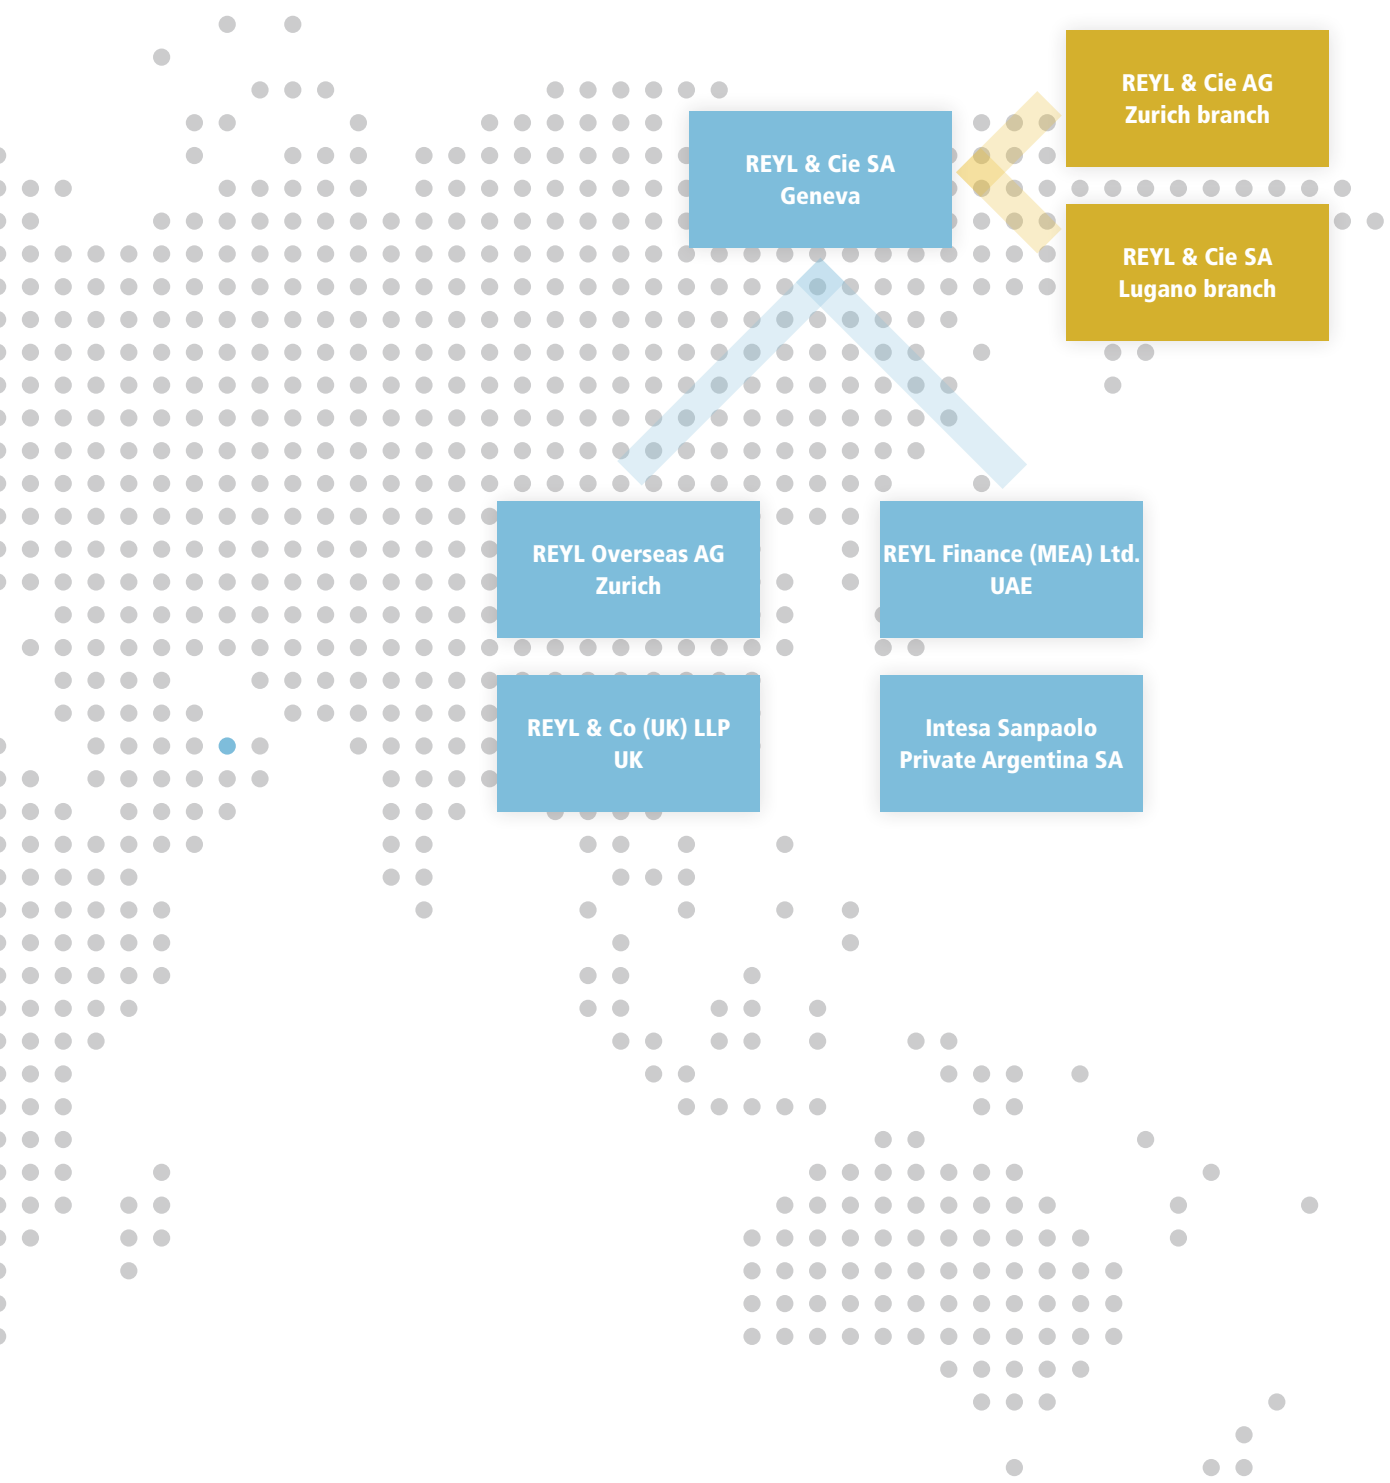 REYL & Cie AG
Zurich branch
REYL & Cie SA
Geneva
REYL & Cie SA
Lugano branch
REYL Overseas AG
Zurich
REYL Finance (MEA) Ltd.
UAE
REYL & Co (UK) LLP
UK
Intesa Sanpaolo
Private Argentina SA